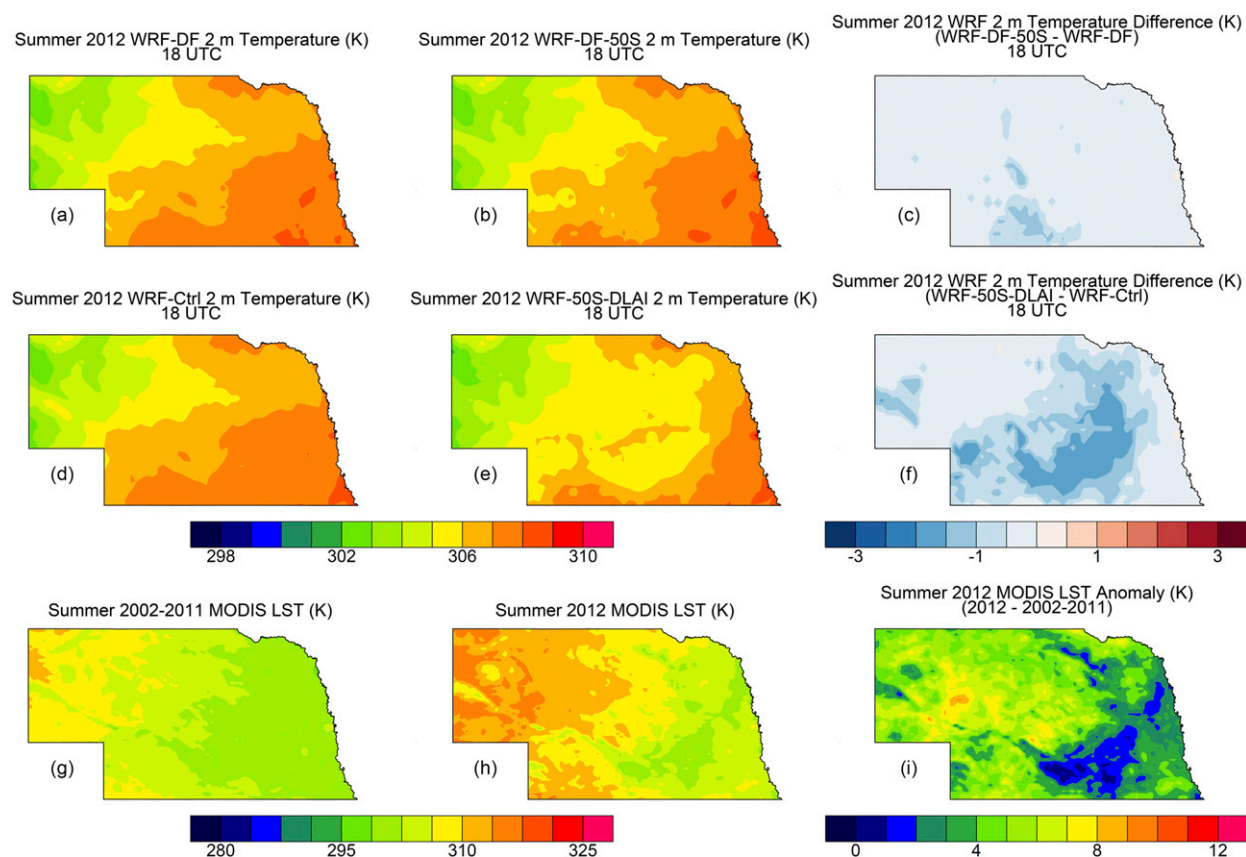 Summer 2012 WRF-DF 2 m Temperature (K)
18 UTC
Summer 2012 WRF-DF-50S 2 m Temperature (K)
18 UTC
Summer 2012 WRF 2 m Temperature Difference (K)
(WRF-DF-50S - WRF-DF)
18 UTC
(a)
(b)
(c)
Summer 2012 WRF-Ctrl 2 m Temperature (K)
18 UTC
Summer 2012 WRF-50S-DLAI 2 m Temperature (K)
18 UTC
Summer 2012 WRF 2 m Temperature Difference (K)
(WRF-50S-DLAI - WRF-Ctrl)
18 UTC
(d)
(e)
(f)
298 302 306 310
-3 -1 1 3
Summer 2002-2011 MODIS LST (K)
Summer 2012 MODIS LST (K)
Summer 2012 MODIS LST Anomaly (K)
(2012 - 2002-2011)
(g)
(h)
(i)
280 295 310 325
0 4 8 12